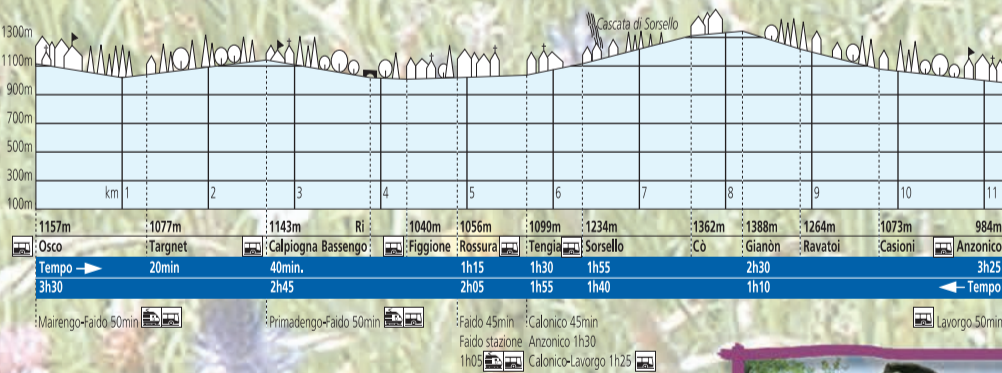 Cascata di Sorsello
1300m
1100m
900m
700m
500m
300m
100m
km 1 2 3 4 5 6 7 8 9 10 11
1157m 1077m 1143m Ri 1040m 1056m 1099m 1234m 1362m 1388m 1264m 1073m 984m
Osco Targnet Calpiogna Bassengo Figgione Rossura Tengia Sorsello Cò Gianòn Ravatoi Casioni Anzonico
Tempo → 20min 40min. 1h15 1h30 1h55 2h30 3h25
3h30 2h45 2h05 1h55 1h40 1h10 ← Tempo
Mairengo-Faido 50min Primadengo-Faido 50min Faido 45min Calonico 45min Lavorgo 50min
Faido stazione Anzonico 1h30
1h05 Calonico-Lavorgo 1h25